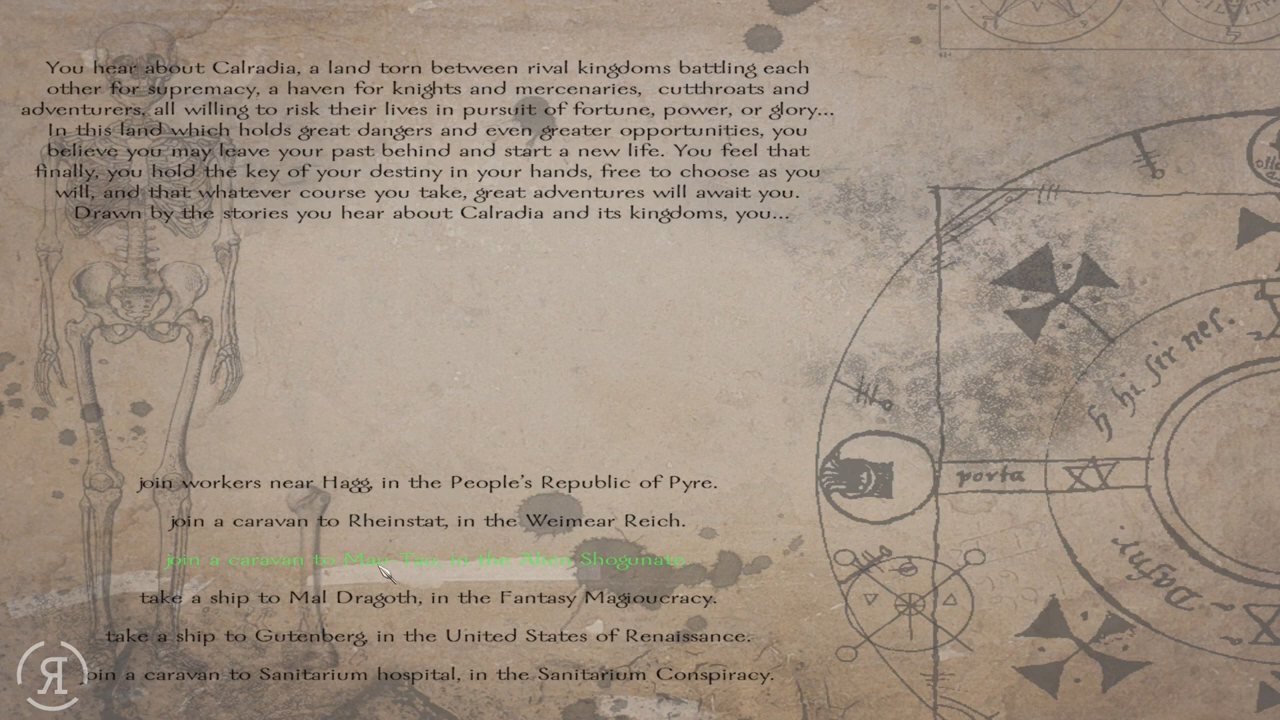 You hear about Calradia, a land torn between rival kingdoms battling each
other for supremacy, a haven for knights and mercenaries, cutthroats and
adventurers, all willing to risk their lives in pursuit of fortune, power, or glory...
In this land which holds great dangers and even greater opportunities, you
believe you may leave your past behind and start a new life. You feel that
finally, you hold the key of your destiny in your hands, free to choose as you
will, and that whatever course you take, great adventures will await you.
Drawn by the stories you hear about Calradia and its kingdoms, you...
join workers near Hagg, in the People's Republic of Pyre.
join a caravan to Rheinstat, in the Weimear Reich.
join a caravan to in the Shogunate.
take a ship to Mal Dragoth, in the Fantasy Magioucracy.
take a ship to Gutenberg, in the United States of Renaissance.
join a caravan to Sanitarium hospital, in the Sanitarium Conspiracy.
porta